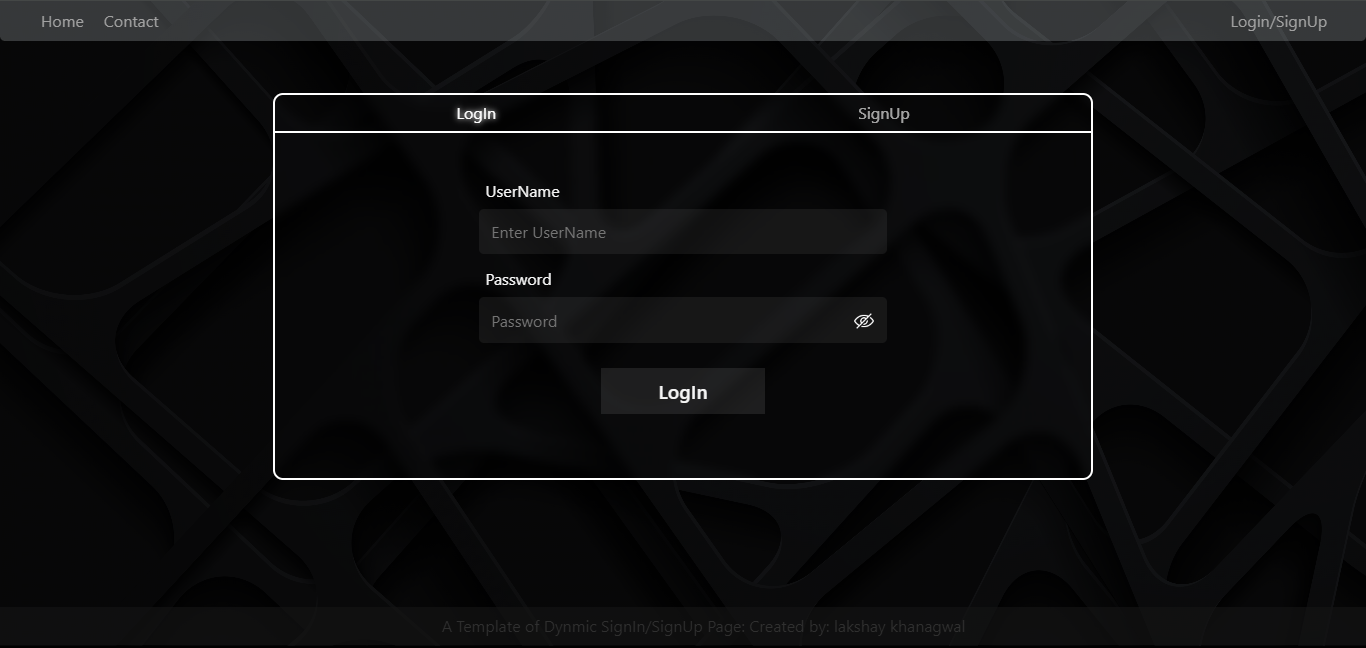 Home Contact Login/SignUp
LogIn SignUp
UserName
Enter UserName
Password
Password
LogIn
A Template of Dynmic SignIn/SignUp Page: Created by: lakshay khanagwal